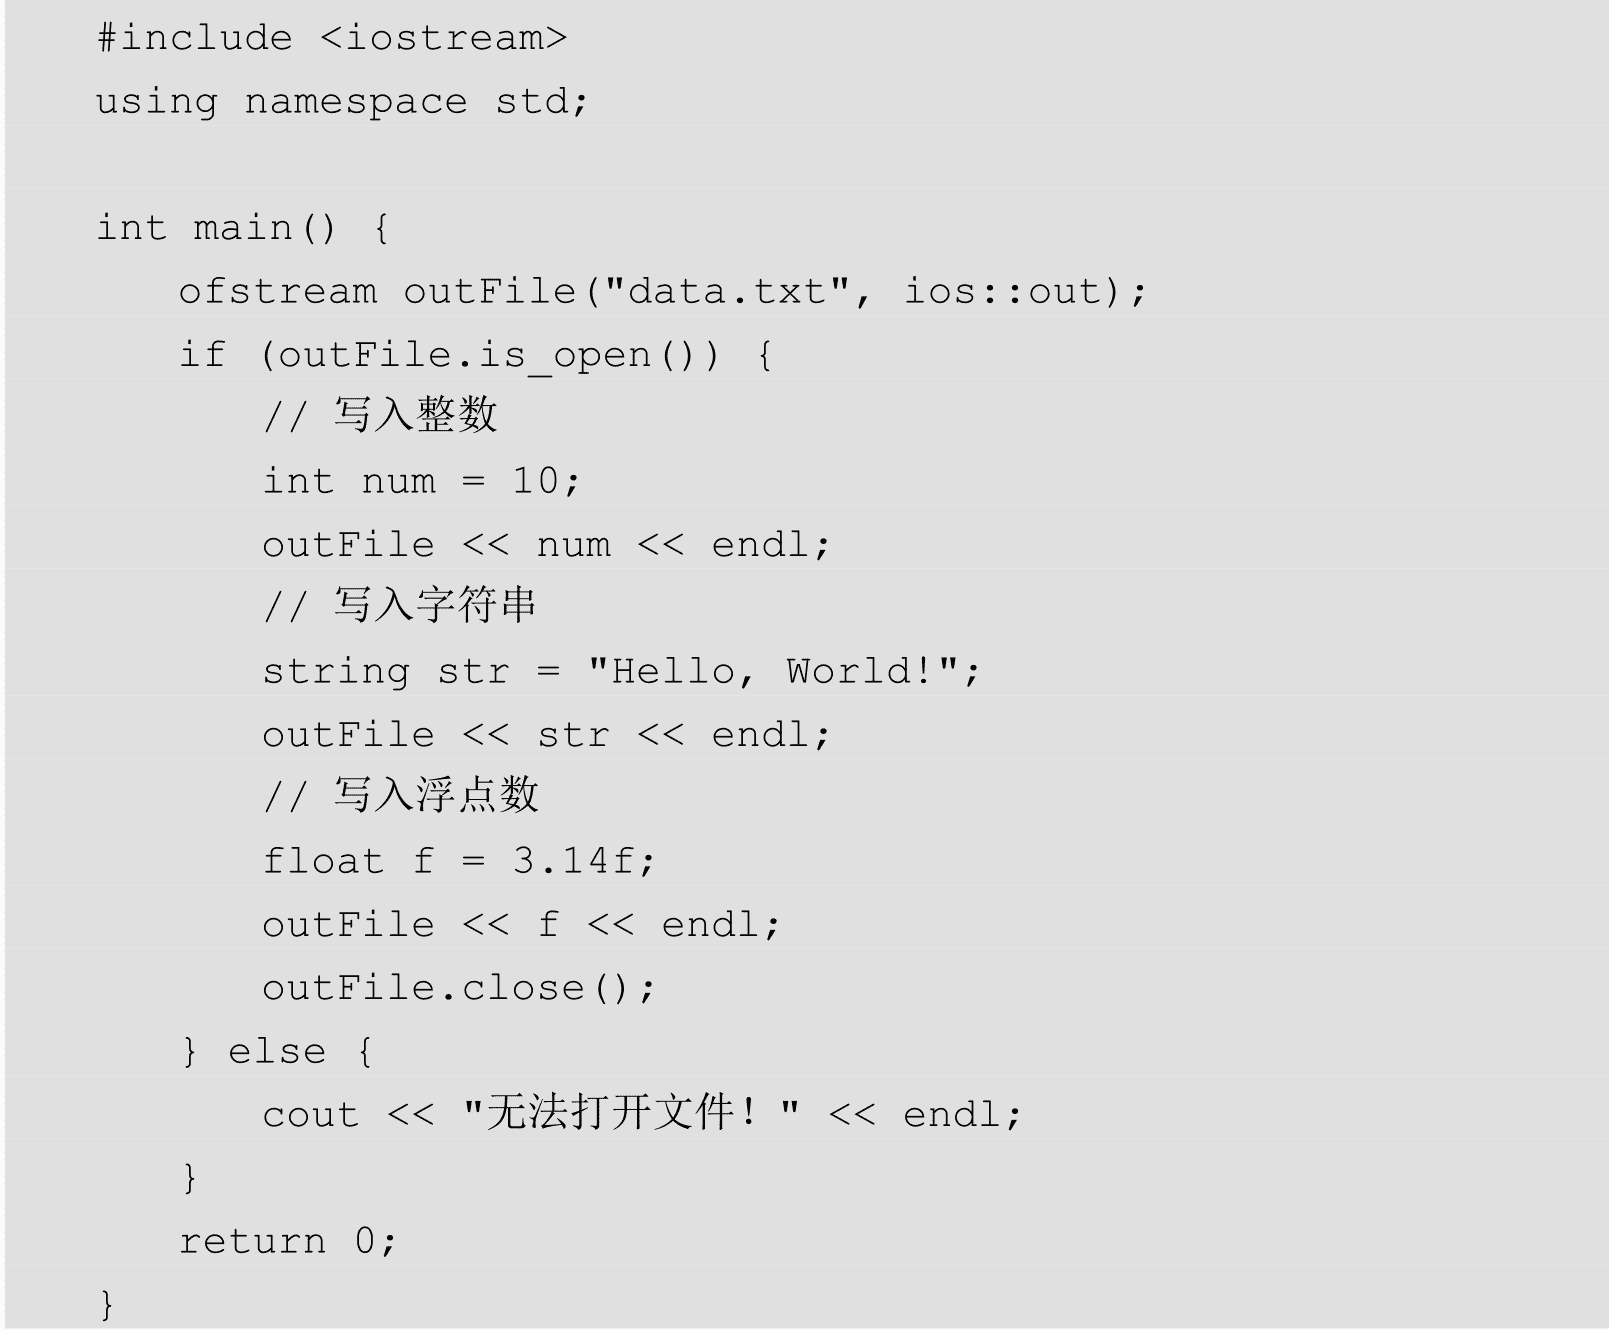 #include <iostream>
using namespace std;
int main() {
ofstream outFile("data.txt", ios::out);
if (outFile.is_open()) {
// 写入整数
int num = 10;
outFile << num << endl;
// 写入字符串
string str = "Hello, World!";
outFile << str << endl;
// 写入浮点数
float f = 3.14f;
outFile << f << endl;
outFile.close();
} else {
cout << "无法打开文件！" << endl;
}
return 0;
}